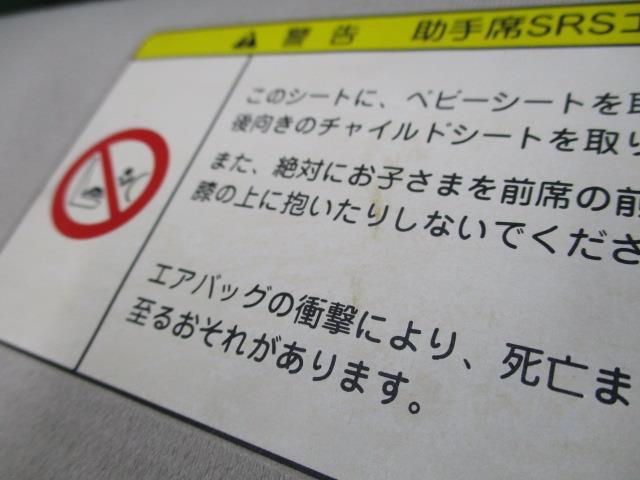 警告 助手席SRSエ
このシートに、ベビーシートを取
後向きのチャイルドシートを取り
また、絶対にお子さまを前席の前
膝の上に抱いたりしないでくださ
エアバッグの衝撃により、死亡ま
至るおそれがあります。